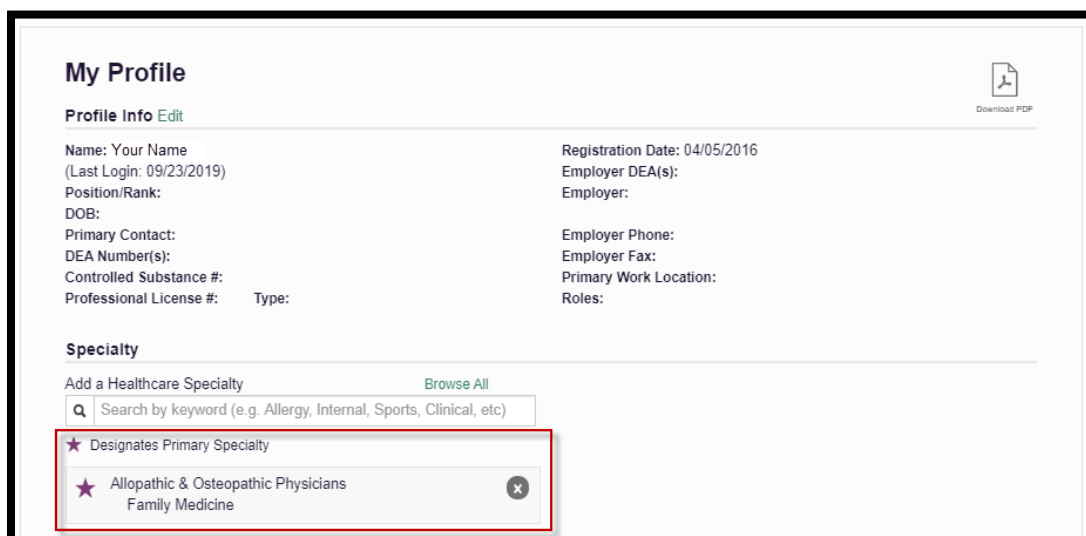 My Profile
Download PDF
Profile Info Edit
Name: Your Name
(Last Login: 09/23/2019)
Position/Rank:
DOB:
Primary Contact:
DEA Number(s):
Controlled Substance #:
Professional License #: Type:
Registration Date: 04/05/2016
Employer DEA(s):
Employer:
Employer Phone:
Employer Fax:
Primary Work Location:
Roles:
Specialty
Add a Healthcare Specialty
Browse All
Search by keyword (e.g. Allergy, Internal, Sports, Clinical, etc)
Designates Primary Specialty
Allopathic & Osteopathic Physicians
Family Medicine